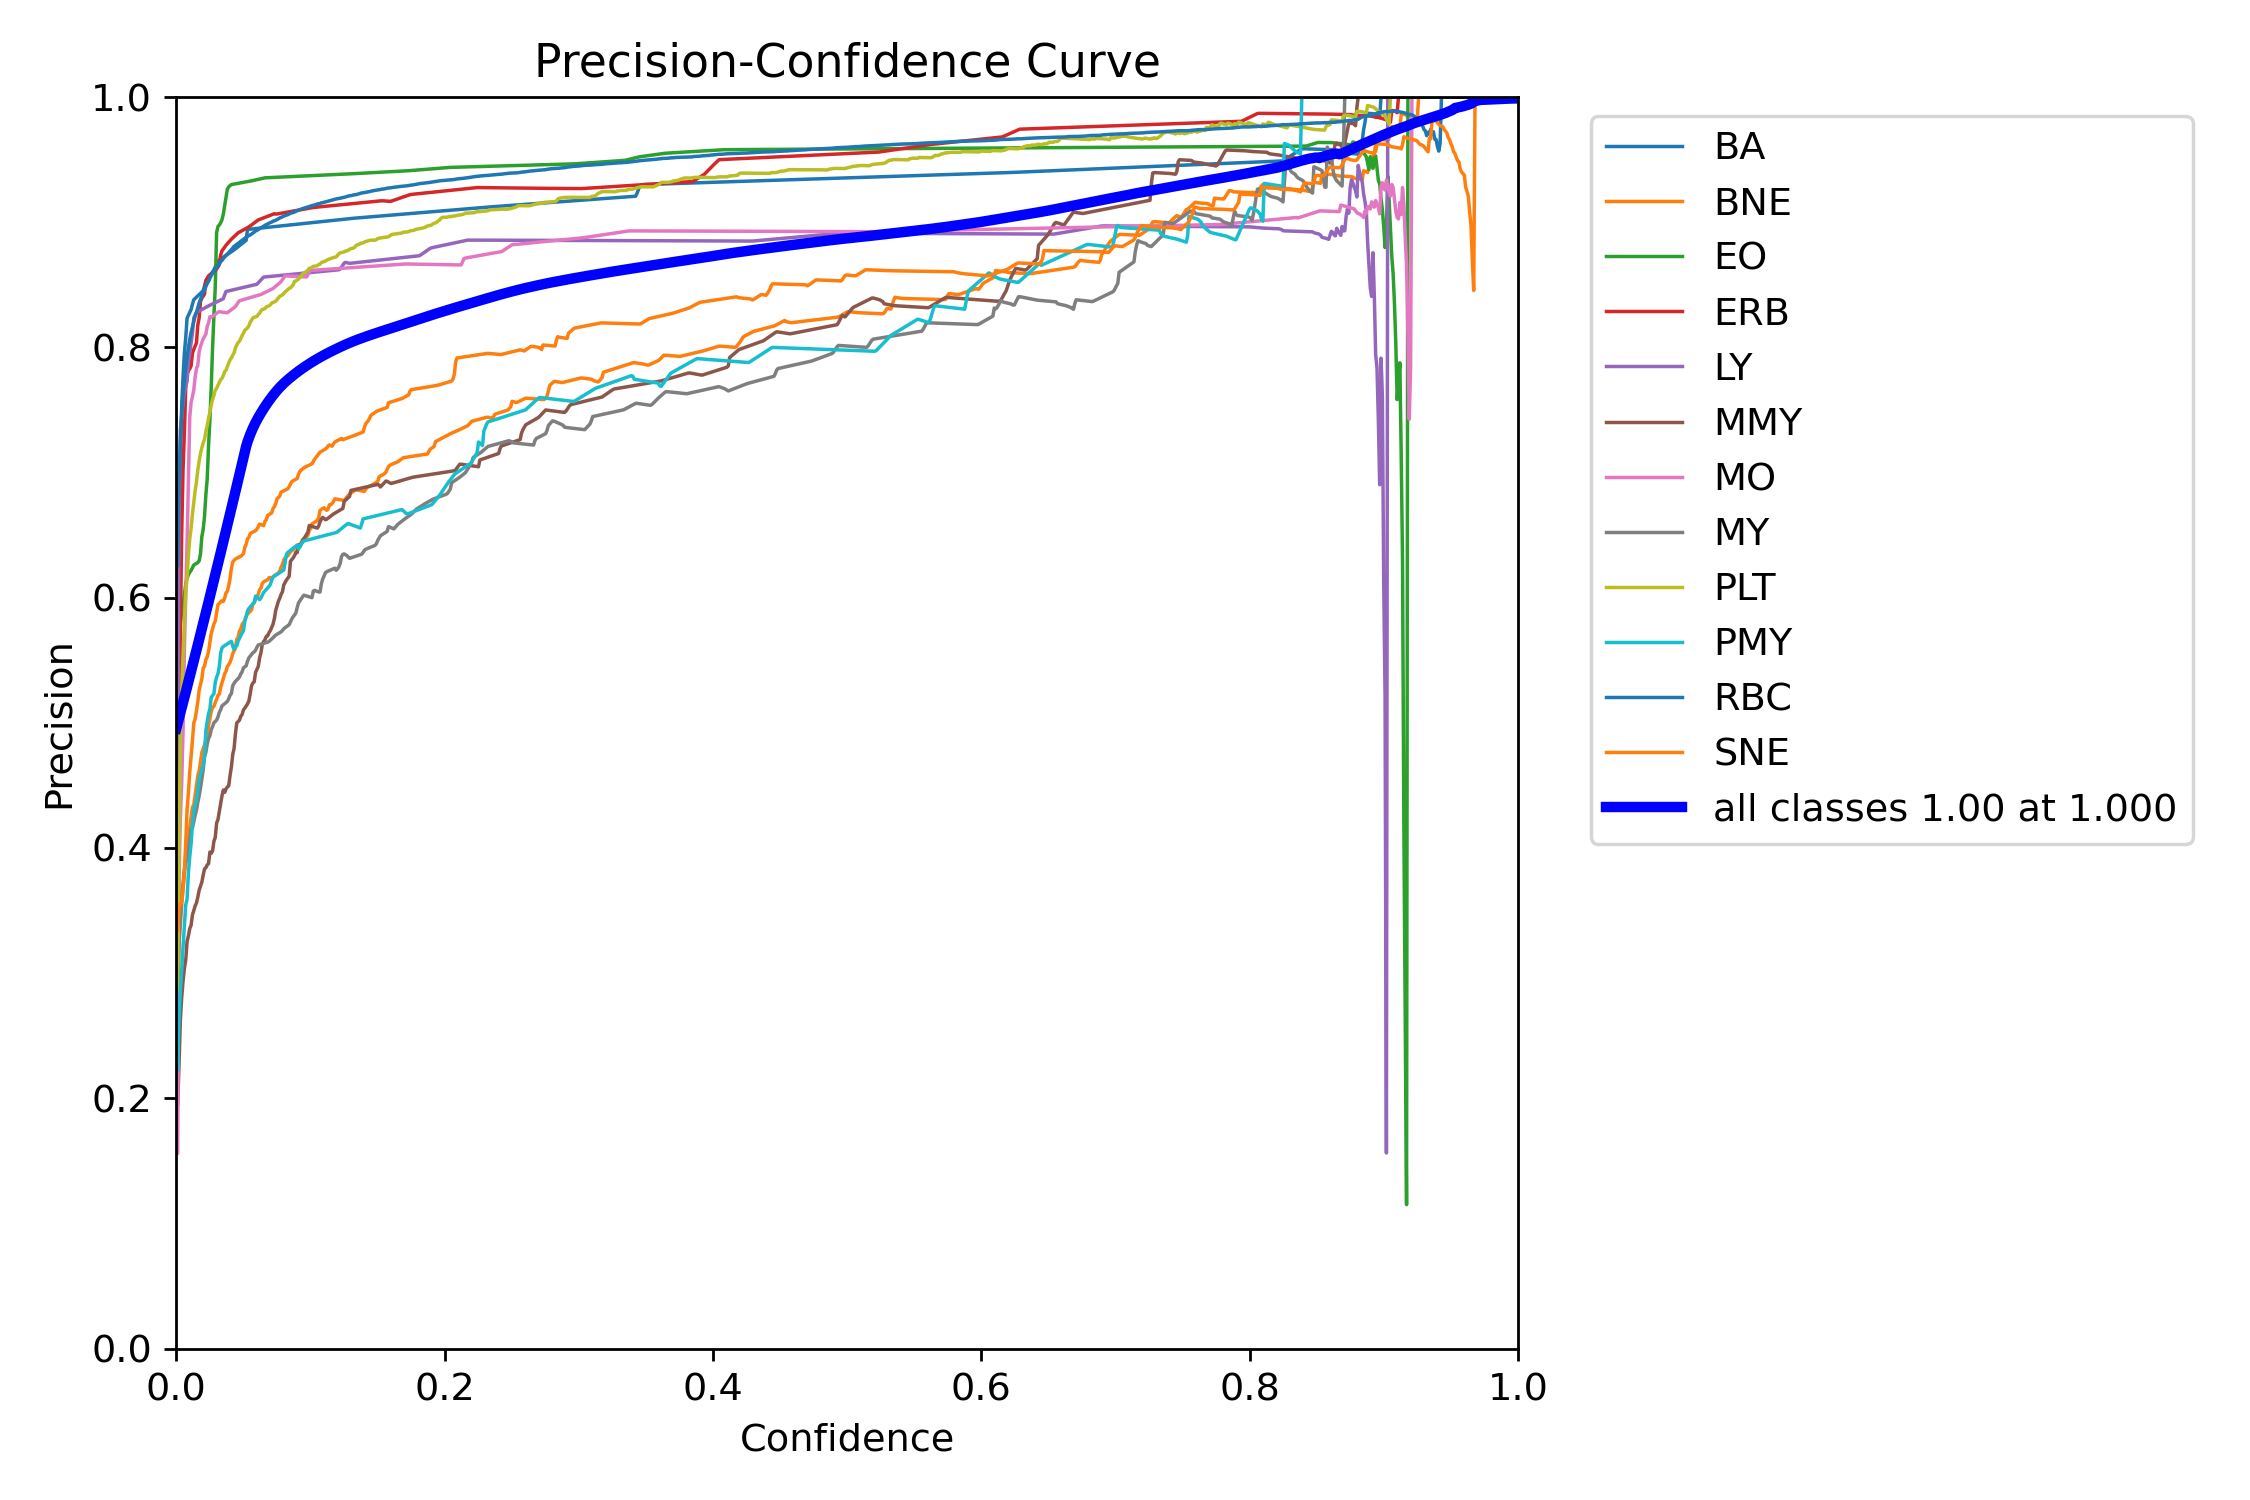 Precision-Confidence Curve
1.0
0.8
0.6
0.4
0.2
0.0
Precision
0.0 0.2 0.4 0.6 0.8 1.0
Confidence
BA
BNE
EO
ERB
LY
MMY
MO
MY
PLT
PMY
RBC
SNE
all classes 1.00 at 1.000